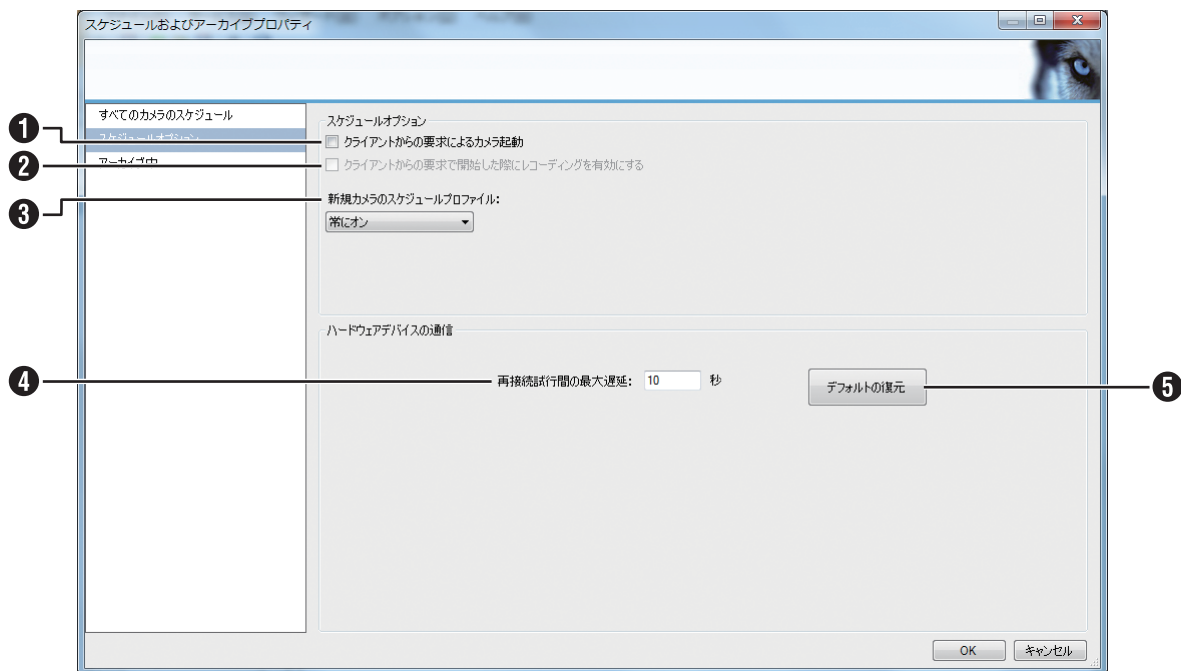 スケジュールおよびアーカイブプロパティ
すべてのカメラのスケジュール
スケジュールオプション
アーカイブ中
スケジュールオプション
❶
クライアントからの要求によるカメラ起動
❷
クライアントからの要求で開始した際にレコーディングを有効にする
❸
新規カメラのスケジュールプロファイル:
常にオン
ハードウェアデバイスの通信
❹
再接続試行間の最大遅延: 10 秒
デフォルトの復元
❺
OK
キャンセル